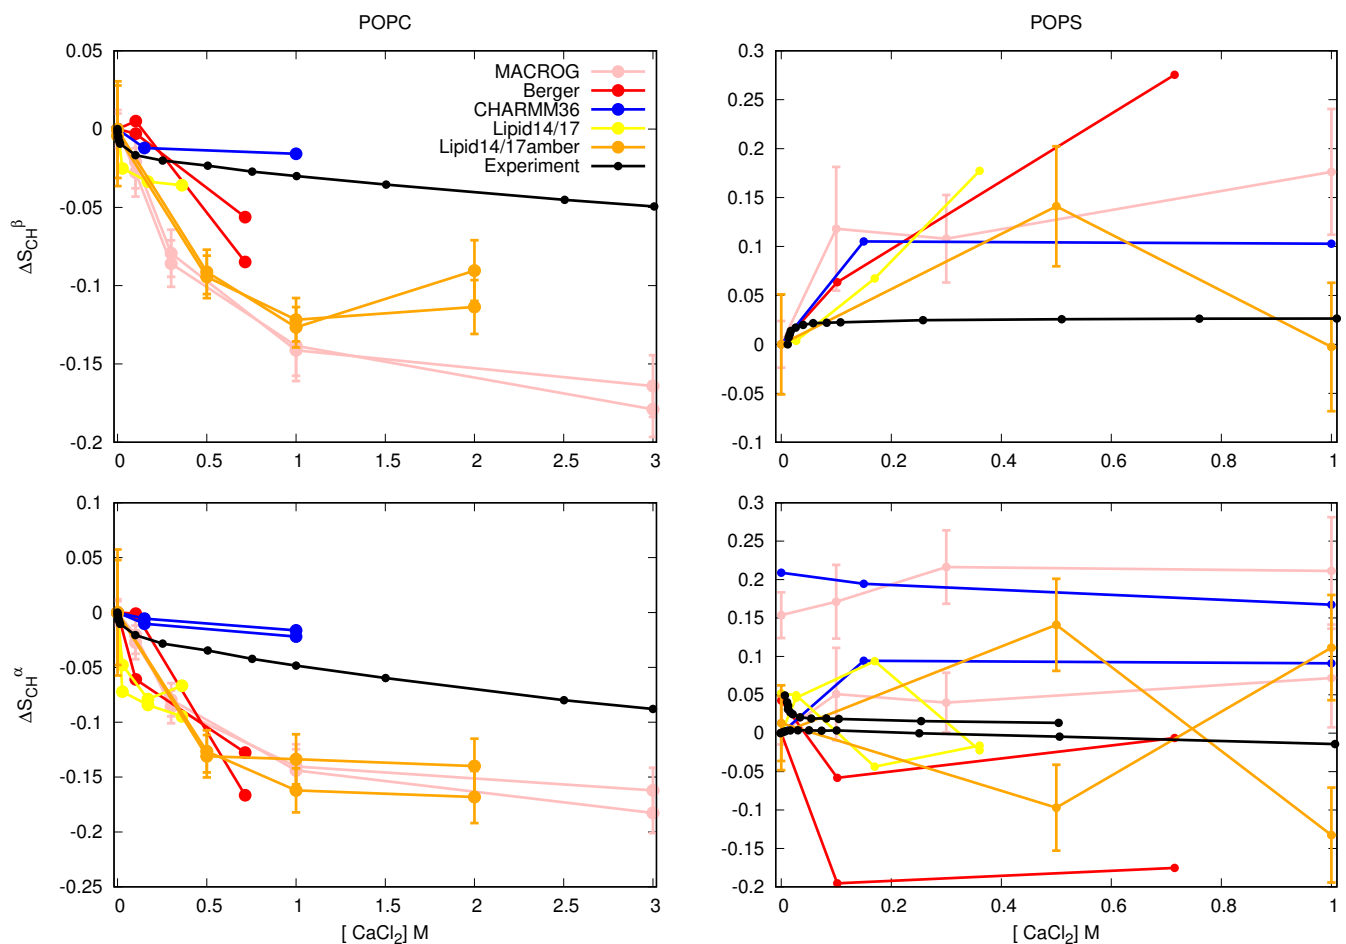 POPC
POPS
0.05
0
-0.05
-0.1
-0.15
-0.2
ΔS_CH^β
MACROG
Berger
CHARMM36
Lipid14/17
Lipid14/17amber
Experiment
0 0.5 1 1.5 2 2.5 3
0.3
0.25
0.2
0.15
0.1
0.05
0
-0.05
-0.1
0 0.2 0.4 0.6 0.8 1
0.1
0.05
0
-0.05
-0.1
-0.15
-0.2
-0.25
ΔS_CH^α
0 0.5 1 1.5 2 2.5 3
[ CaCl₂] M
0.3
0.25
0.2
0.15
0.1
0.05
0
-0.05
-0.1
-0.15
-0.2
0 0.2 0.4 0.6 0.8 1
[ CaCl₂] M